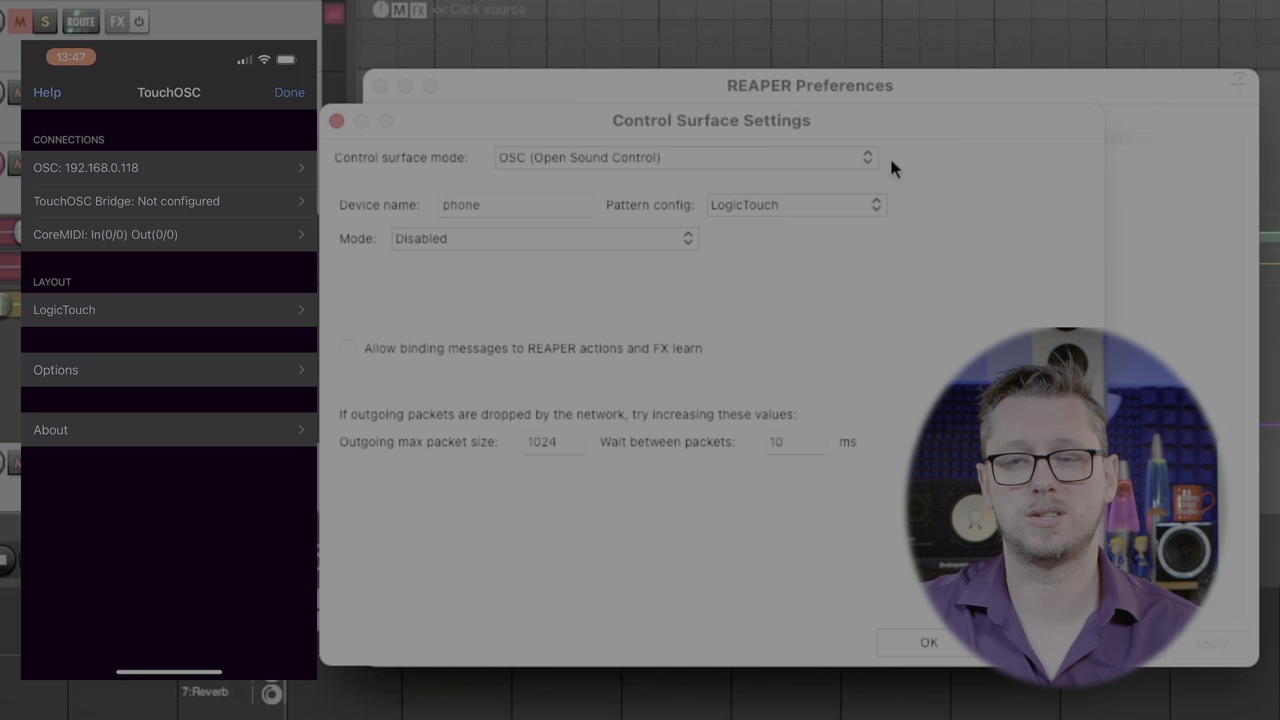 M S ROUTE FX
M FX << Click source
13:47
Help TouchOSC Done
CONNECTIONS
OSC: 192.168.0.118
TouchOSC Bridge: Not configured
CoreMIDI: In(0/0) Out(0/0)
LAYOUT
LogicTouch
Options
About
REAPER Preferences
Control Surface Settings
Control surface mode: OSC (Open Sound Control)
Device name: phone Pattern config: LogicTouch
Mode: Disabled
Allow binding messages to REAPER actions and FX learn
If outgoing packets are dropped by the network, try increasing these values:
Outgoing max packet size: 1024 Wait between packets: 10 ms
OK
Apply
7:Reverb